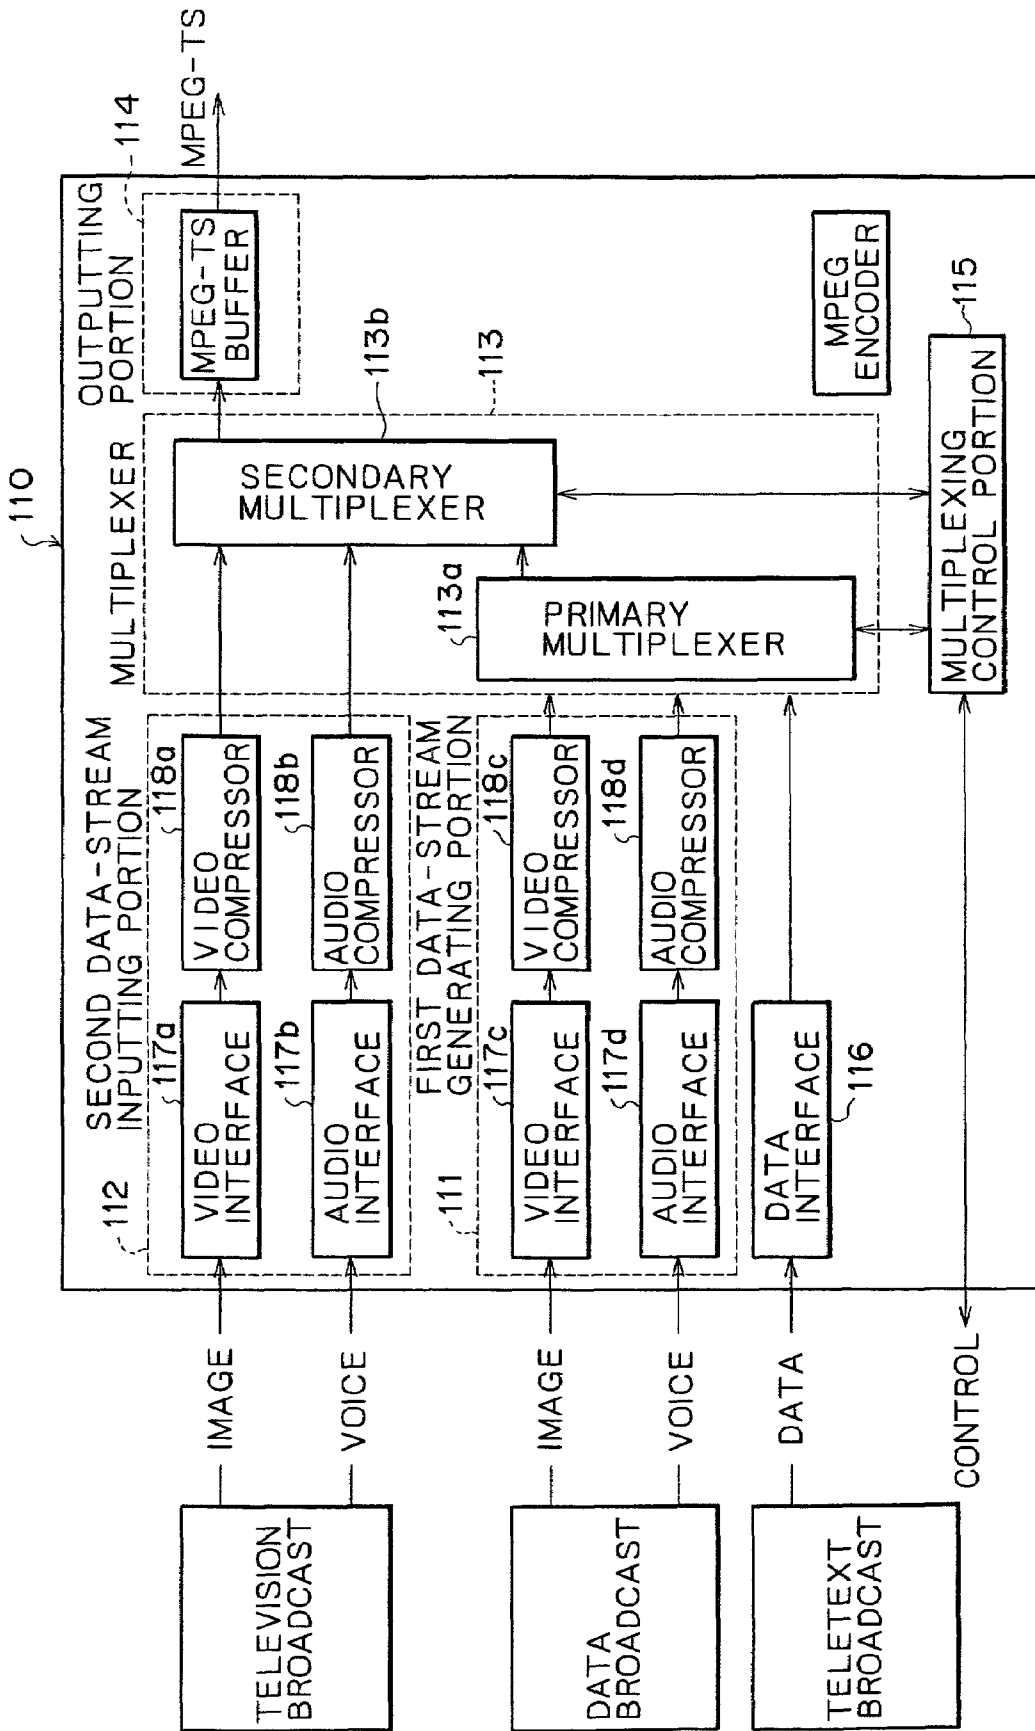 110
SECOND DATA-STREAM
INPUTTING PORTION
MULTIPLEXER
OUTPUTTING
PORTION
114
112
117a
118a
TELEVISION
BROADCAST
IMAGE
VIDEO
INTERFACE
VIDEO
COMPRESSOR
SECONDARY
MULTIPLEXER
113b
MPEG-TS
BUFFER
MPEG-TS
117b
118b
VOICE
AUDIO
INTERFACE
AUDIO
COMPRESSOR
113
FIRST DATA-STREAM
GENERATING PORTION
111
117c
118c
113a
DATA
BROADCAST
IMAGE
VIDEO
INTERFACE
VIDEO
COMPRESSOR
PRIMARY
MULTIPLEXER
117d
118d
VOICE
AUDIO
INTERFACE
AUDIO
COMPRESSOR
TELETEXT
BROADCAST
DATA
DATA
INTERFACE
116
MPEG
ENCODER
CONTROL
MULTIPLEXING
CONTROL PORTION
115